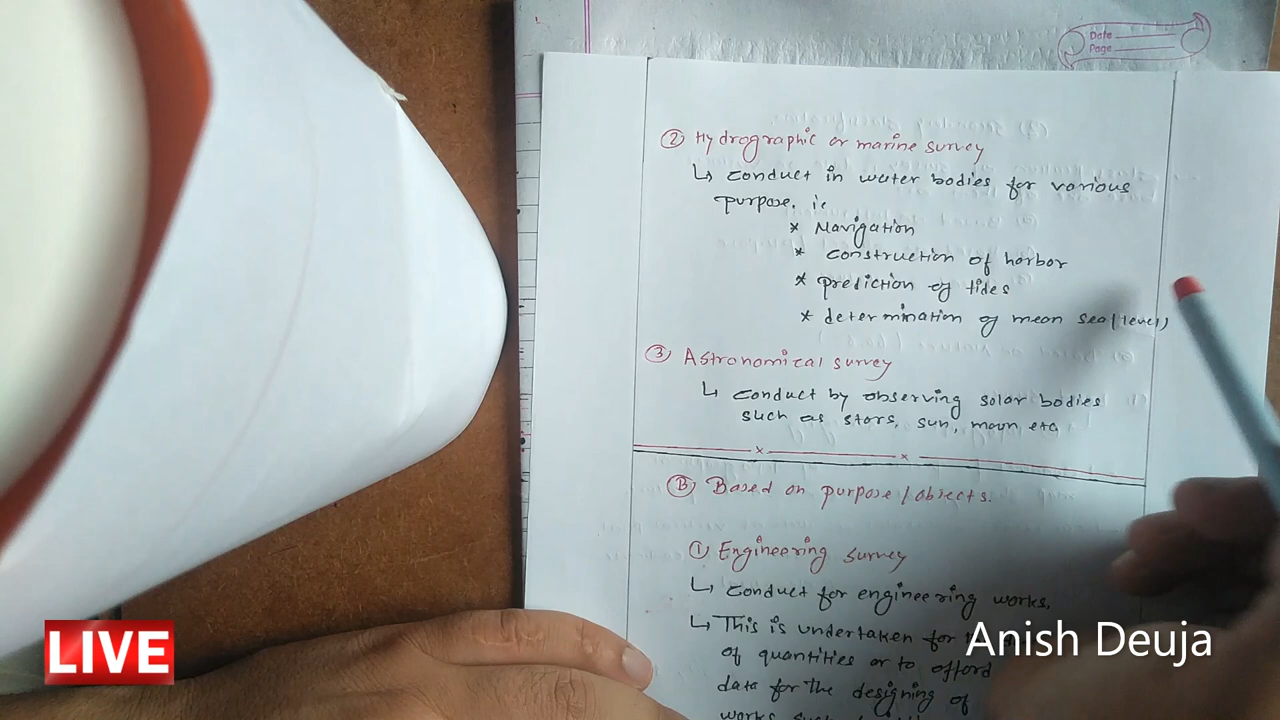 Date
Page
② Hydrographic or marine survey
↳ conduct in water bodies for various
purpose. ie
* Navigation
* construction of harbor
* prediction of tides
* determination of mean sea(level)
③ Astronomical survey
↳ conduct by observing solar bodies
such as stars, sun, moon etc
x x
Ⓑ Based on purpose/objects.
① Engineering survey
↳ conduct for engineering works.
↳ This is undertaken for
of quantities or to afford
data for the designing of
works such
LIVE
Anish Deuja